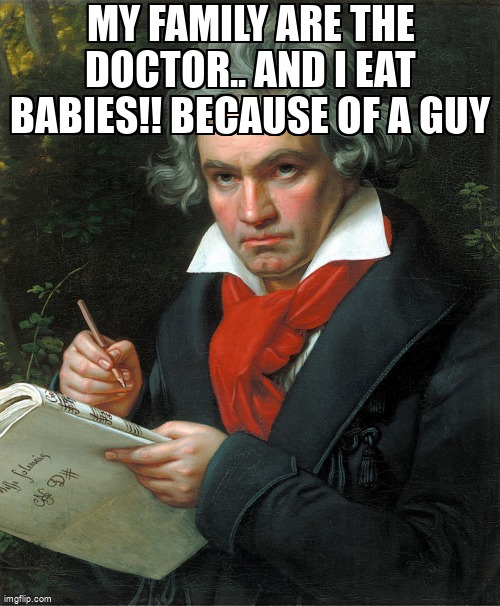 MY FAMILY ARE THE
DOCTOR.. AND I EAT
BABIES!! BECAUSE OF A GUY
imgflip.com